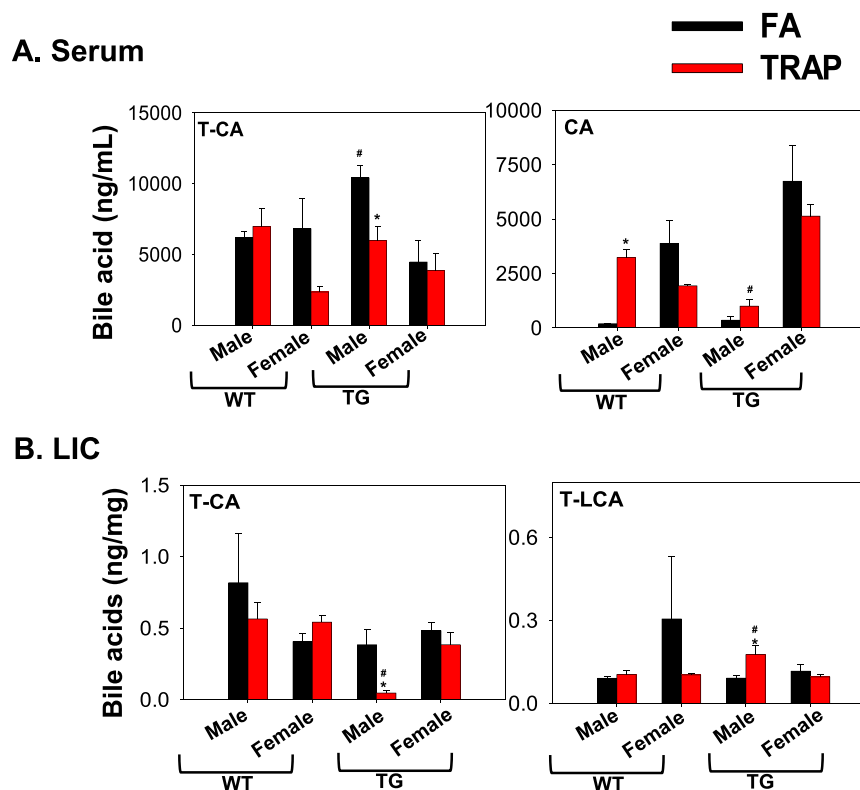 FA
TRAP
A. Serum
Bile acid (ng/mL)
T-CA
15000
10000
5000
0
#
*
Male
Female
Male
Female
WT
TG
CA
10000
7500
5000
2500
0
*
#
Male
Female
Male
Female
WT
TG
B. LIC
Bile acids (ng/mg)
T-CA
1.5
1.0
0.5
0.0
#
*
Male
Female
Male
Female
WT
TG
T-LCA
0.6
0.3
0.0
#
*
Male
Female
Male
Female
WT
TG